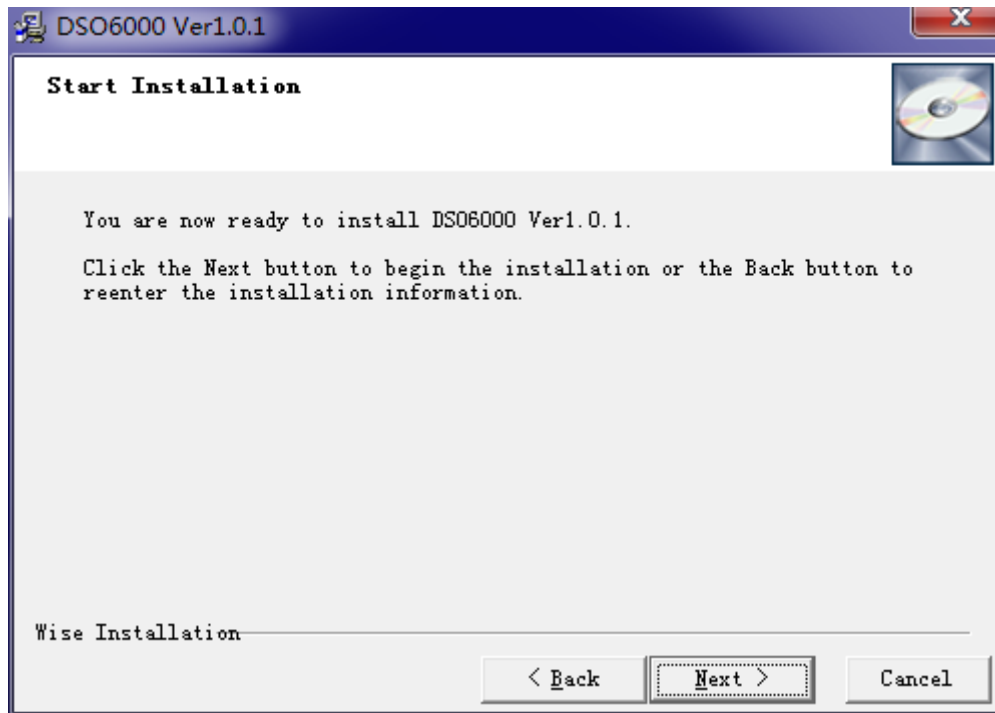 DSO6000 Ver1.0.1
Start Installation
You are now ready to install DSO6000 Ver1.0.1.
Click the Next button to begin the installation or the Back button to
reenter the installation information.
Wise Installation
< Back
Next >
Cancel